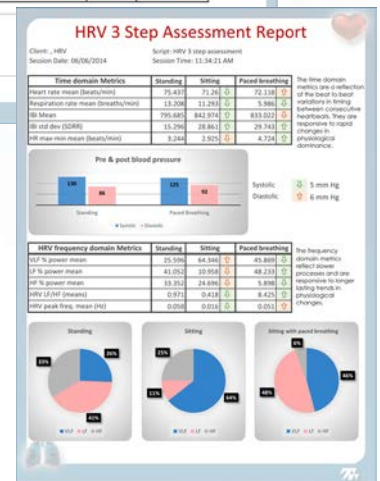 HRV 3 Step Assessment Report
Client: , HRV
Script: HRV 3 step assessment
Session Date: 06/06/2014
Session Time: 11:34:21 AM
Time domain Metrics Standing Sitting Paced breathing
Heart rate mean (beats/min) 75.437 71.26 72.118
Respiration rate mean (breaths/min) 13.208 11.293 5.986
IBI Mean 795.685 842.974 833.022
IBI std dev (SDRR) 15.296 28.861 29.743
HR max-min mean (beats/min) 3.244 2.925 4.724
The time domain
metrics are a reflection
of the beat to beat
variations in timing
between consecutive
heartbeats. They are
responsive to rapid
changes in
physiological
dominance.
Pre & post blood pressure
130
86
125
92
Standing
Paced Breathing
Systolic Diastolic
Systolic 5 mm Hg
Diastolic 6 mm Hg
HRV frequency domain Metrics Standing Sitting Paced breathing
VLF % power mean 25.596 64.346 45.869
LF % power mean 41.052 10.958 48.233
HF % power mean 33.352 24.696 5.898
HRV LF/HF (means) 0.971 0.418 8.425
HRV peak freq. mean (Hz) 0.058 0.016 0.051
The frequency
domain metrics
reflect slower
processes and are
responsive to longer
lasting trends in
physiological
changes.
Standing
33%
26%
41%
VLF LF HF
Sitting
25%
11%
64%
VLF LF HF
Sitting with paced breathing
6%
46%
48%
VLF LF HF